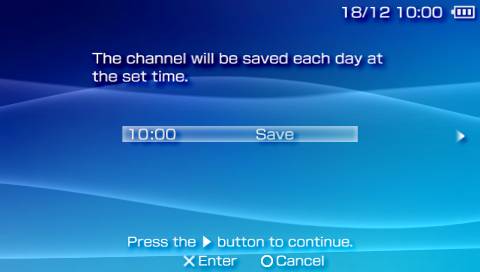 18/12 10:00
The channel will be saved each day at
the set time.
10:00 Save
Press the ▶ button to continue.
✕ Enter ○ Cancel